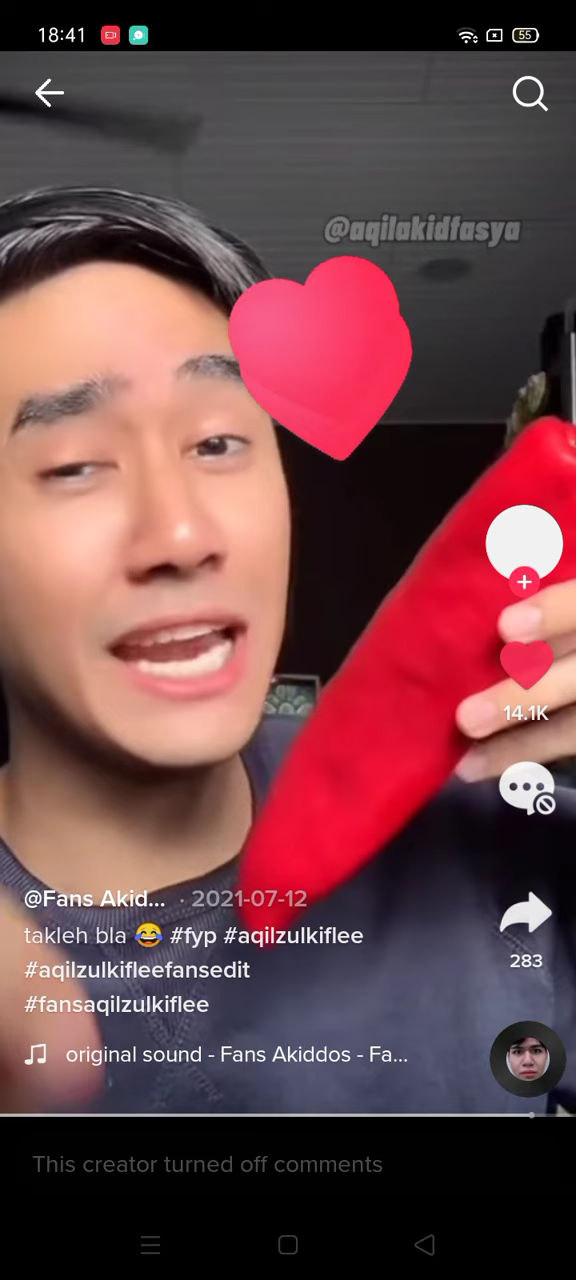 18:41
55
@aqilakidfasya
14.1K
283
@Fans Akid... · 2021-07-12
takleh bla 😂 #fyp #aqilzulkiflee
#aqilzulkifleefansedit
#fansaqilzulkiflee
original sound - Fans Akiddos - Fa...
This creator turned off comments